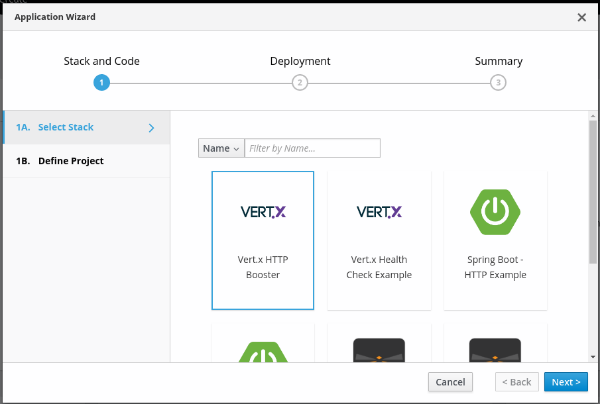 Application Wizard
Stack and Code
Deployment
Summary
1
2
3
1A. Select Stack
1B. Define Project
Name
Filter by Name...
VERT.X
VERT.X
Vert.x HTTP
Booster
Vert.x Health
Check Example
Spring Boot -
HTTP Example
Cancel
< Back
Next >